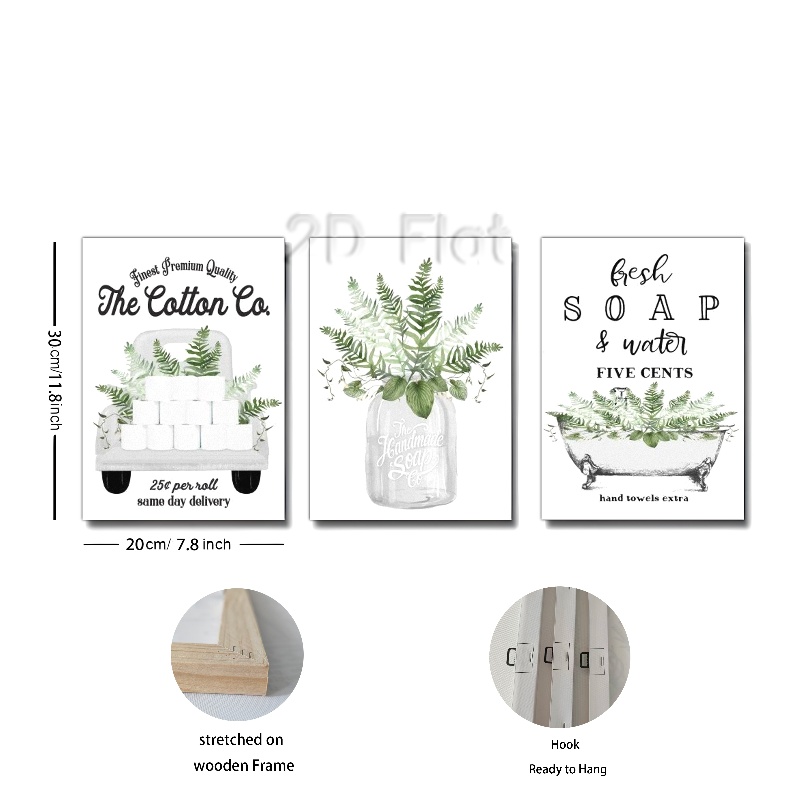 2D Flat
Finest Premium Quality
The Cotton Co.
25¢ per roll
same day delivery
The
Handmade
Soap
Co.
fresh
SOAP
& water
FIVE CENTS
hand towels extra
30cm/11.8inch
20cm/ 7.8 inch
stretched on
wooden Frame
Hook
Ready to Hang